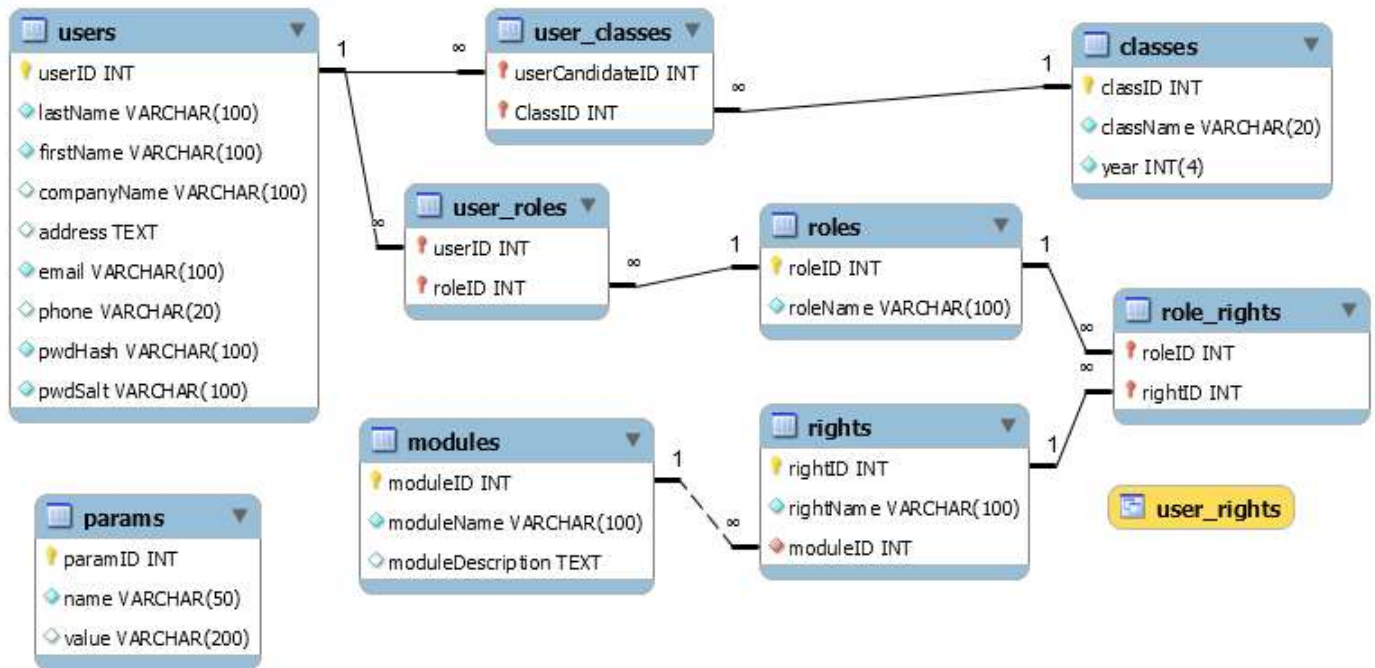 users
userID INT
lastName VARCHAR(100)
firstName VARCHAR(100)
companyName VARCHAR(100)
address TEXT
email VARCHAR(100)
phone VARCHAR(20)
pwdHash VARCHAR(100)
pwdSalt VARCHAR(100)
1
∞
∞
user_classes
userCandidateID INT
ClassID INT
∞
1
classes
classID INT
className VARCHAR(20)
year INT(4)
user_roles
userID INT
roleID INT
∞
1
roles
roleID INT
roleName VARCHAR(100)
1
∞
role_rights
roleID INT
rightID INT
∞
1
modules
moduleID INT
moduleName VARCHAR(100)
moduleDescription TEXT
1
∞
rights
rightID INT
rightName VARCHAR(100)
moduleID INT
user_rights
params
paramID INT
name VARCHAR(50)
value VARCHAR(200)